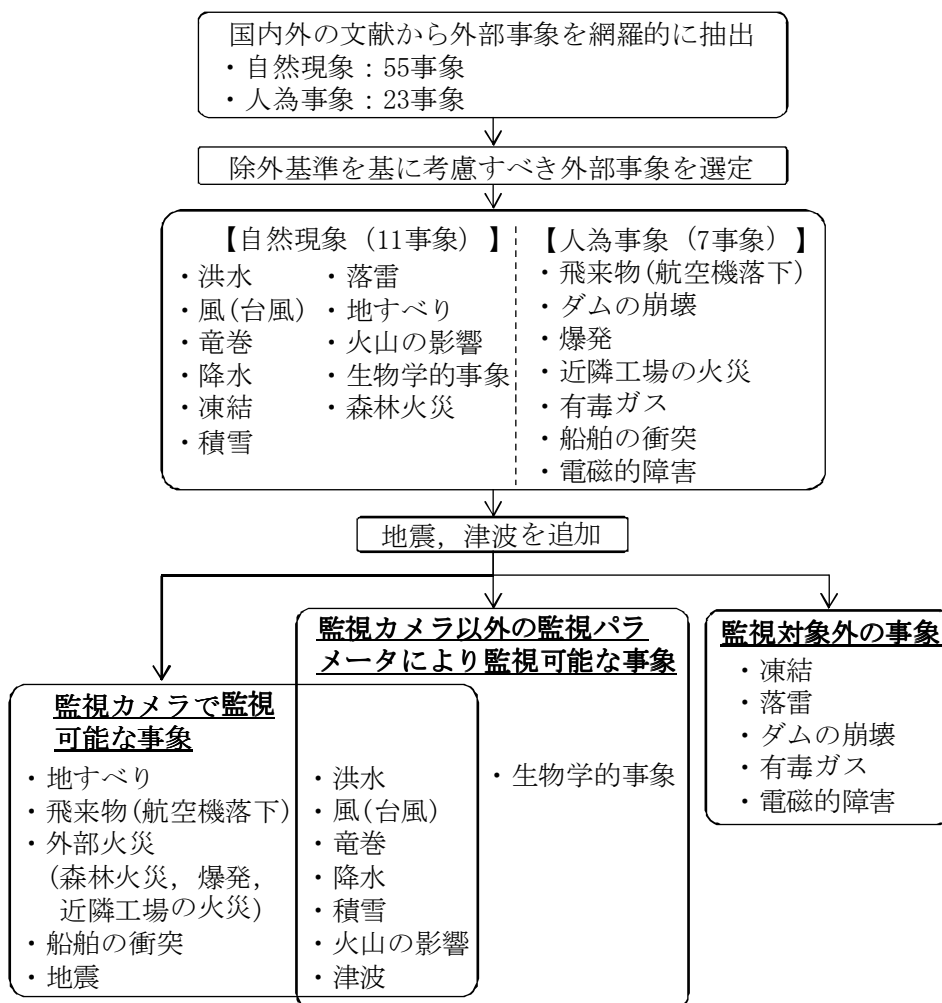 国内外の文献から外部事象を網羅的に抽出
・自然現象：55事象
・人為事象：23事象
除外基準を基に考慮すべき外部事象を選定
【自然現象（11事象）】
・洪水
・風(台風)
・竜巻
・降水
・凍結
・積雪
・落雷
・地すべり
・火山の影響
・生物学的事象
・森林火災
【人為事象（7事象）】
・飛来物(航空機落下)
・ダムの崩壊
・爆発
・近隣工場の火災
・有毒ガス
・船舶の衝突
・電磁的障害
地震，津波を追加
監視カメラで監視
可能な事象
・地すべり
・飛来物(航空機落下)
・外部火災
(森林火災，爆発，
近隣工場の火災)
・船舶の衝突
・地震
監視カメラ以外の監視パラ
メータにより監視可能な事象
・洪水
・風(台風)
・竜巻
・降水
・積雪
・火山の影響
・津波
・生物学的事象
監視対象外の事象
・凍結
・落雷
・ダムの崩壊
・有毒ガス
・電磁的障害